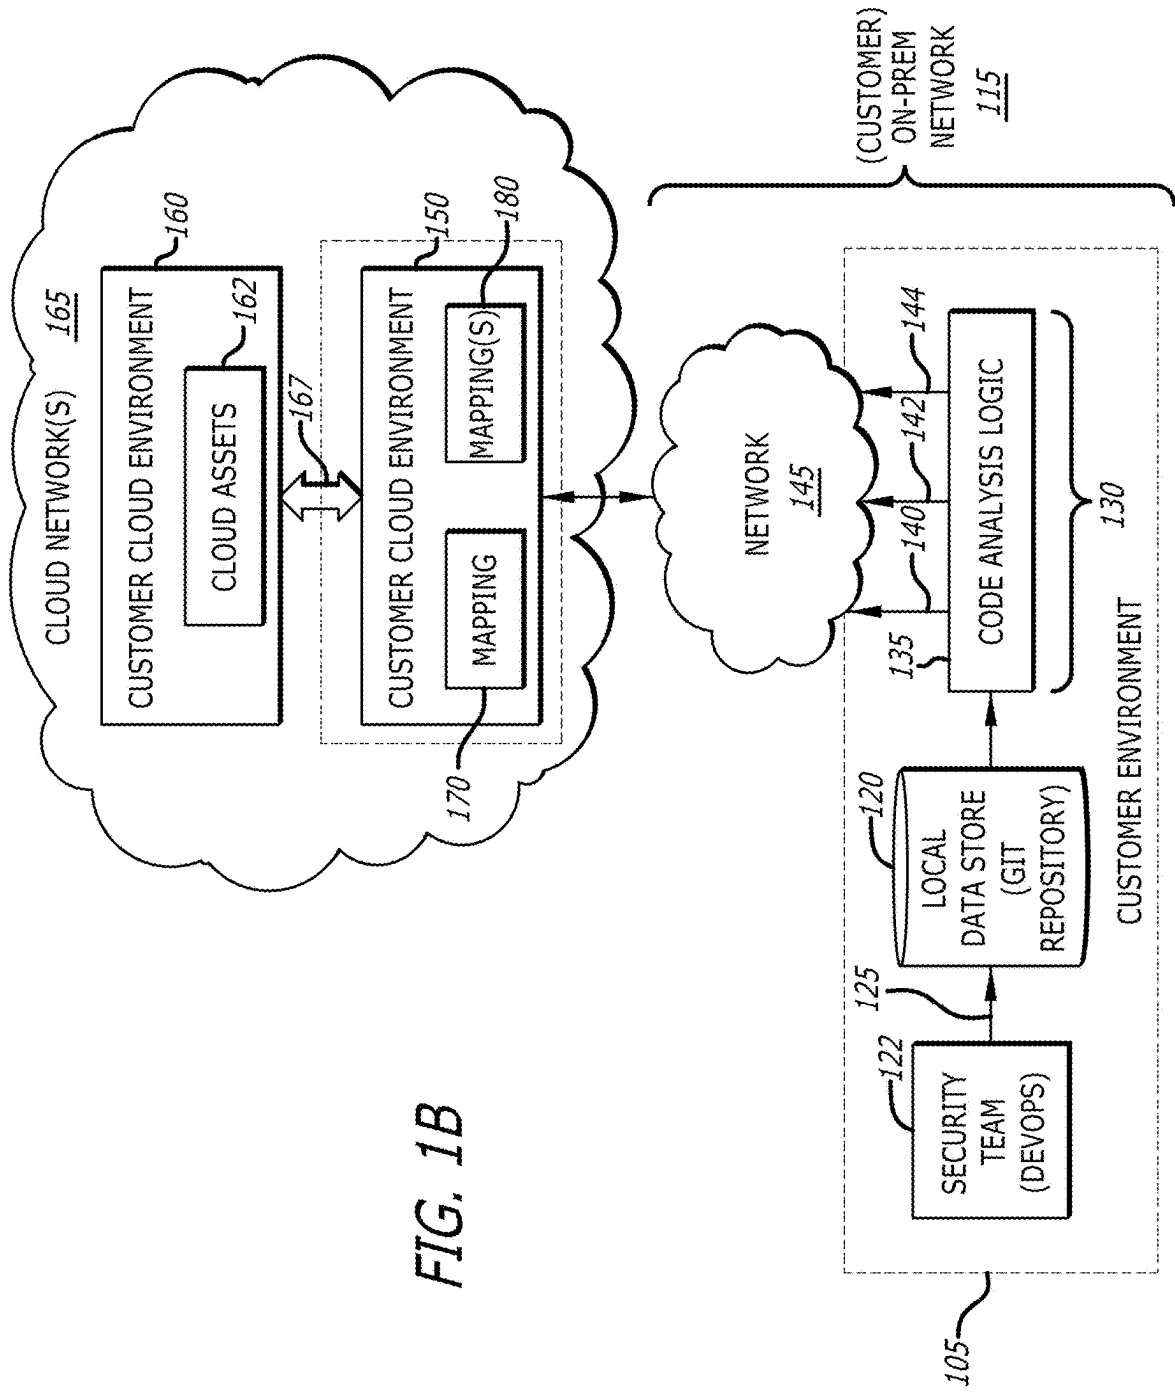 CLOUD NETWORK(S)
165
CUSTOMER CLOUD ENVIRONMENT
160
CLOUD ASSETS
162
167
CUSTOMER CLOUD ENVIRONMENT
150
MAPPING
170
MAPPING(S)
180
NETWORK
145
(CUSTOMER)
ON-PREM
NETWORK
115
SECURITY
TEAM
(DEVOPS)
122
125
LOCAL
DATA STORE
(GIT
REPOSITORY)
120
135
140
142
144
CODE ANALYSIS LOGIC
130
CUSTOMER ENVIRONMENT
105
FIG. 1B